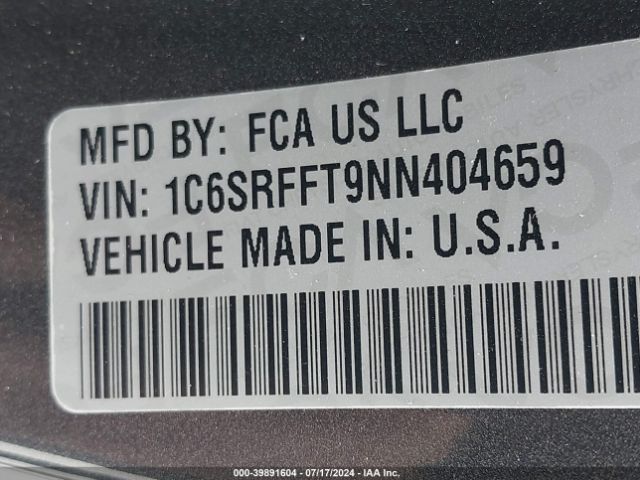 MFD BY: FCA US LLC
VIN: 1C6SRFFT9NN404659
VEHICLE MADE IN: U.S.A.
000-39891604 - 07/17/2024 - IAA Inc.